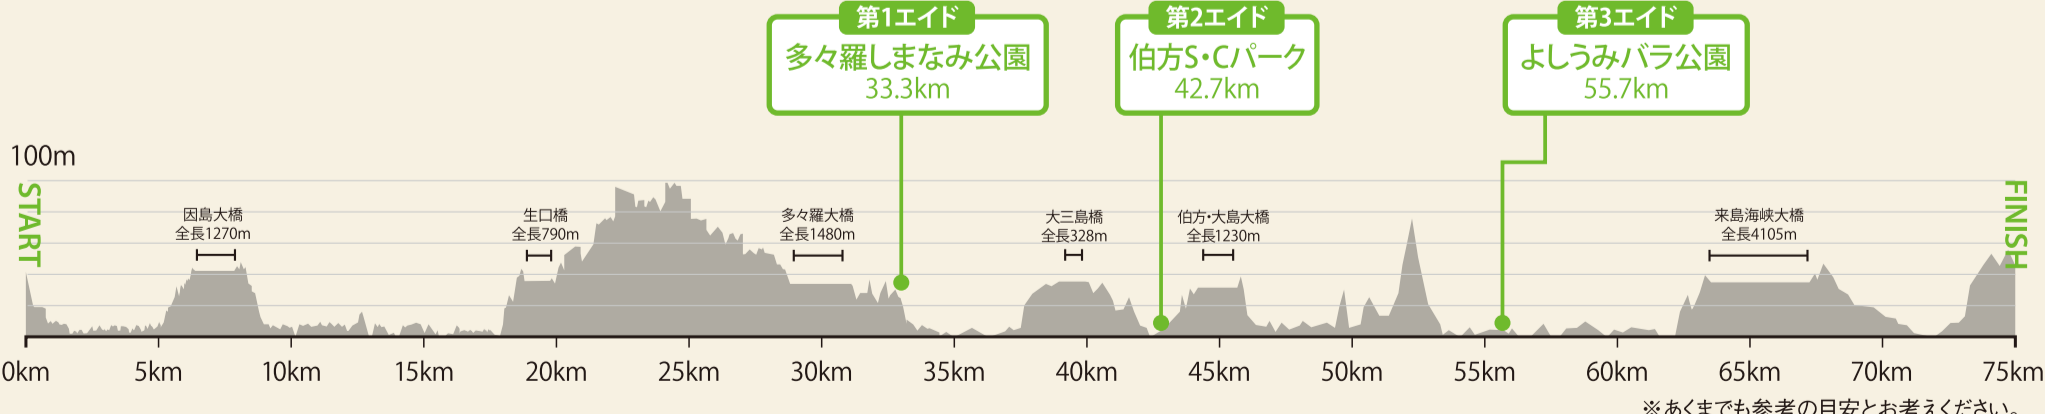 第1エイド
多々羅しまなみ公園
33.3km
第2エイド
伯方S・Cパーク
42.7km
第3エイド
よしうみバラ公園
55.7km
100m
START
因島大橋
全長1270m
生口橋
全長790m
多々羅大橋
全長1480m
大三島橋
全長328m
伯方・大島大橋
全長1230m
来島海峡大橋
全長4105m
FINISH
0km 5km 10km 15km 20km 25km 30km 35km 40km 45km 50km 55km 60km 65km 70km 75km
※あくまでも参考の目安とお考えください。